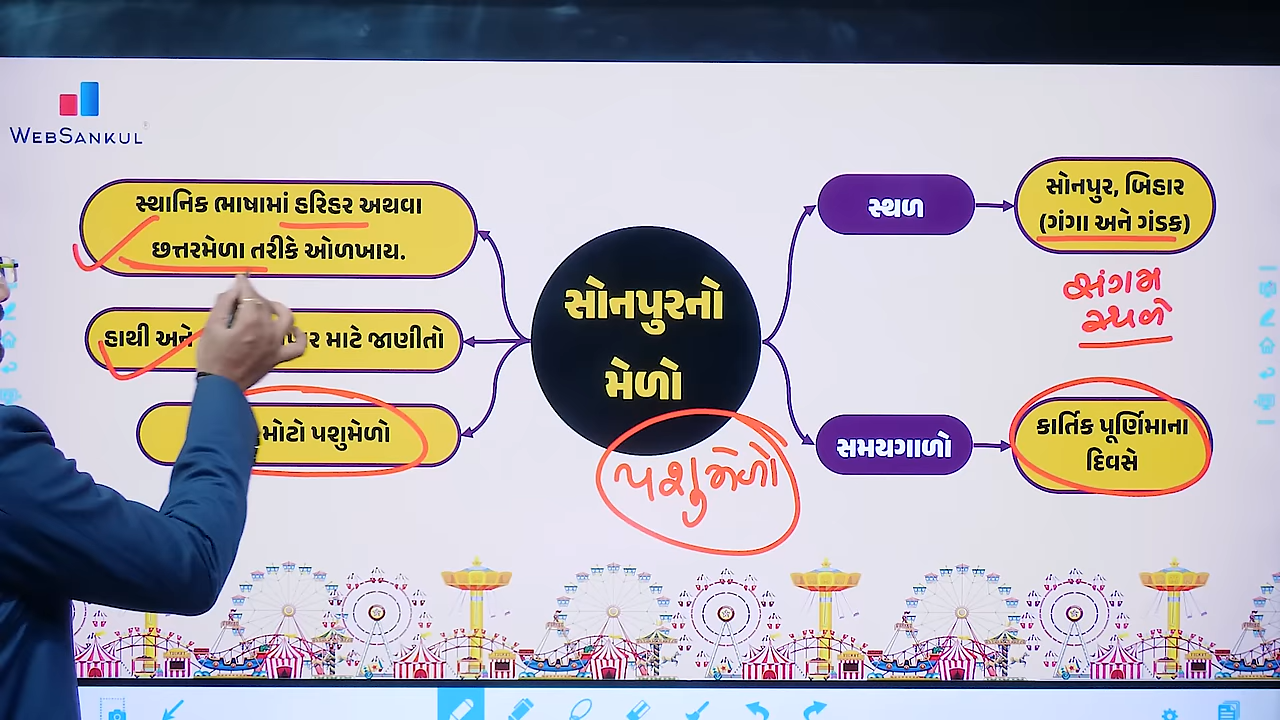 WEBSANKUL
સ્થાનિક ભાષામાં હરિહર અથવા
છત્તરમેળા તરીકે ઓળખાય.
હાથી અને
માટે જાણીતો
મોટો પશુમેળો
સોનપુરનો
મેળો
પશુમેળો
સ્થળ
સોનપુર, બિહાર
(ગંગા અને ગંડક)
સંગમ
સ્થળે
સમયગાળો
કાર્તિક પૂર્ણિમાના
દિવસે